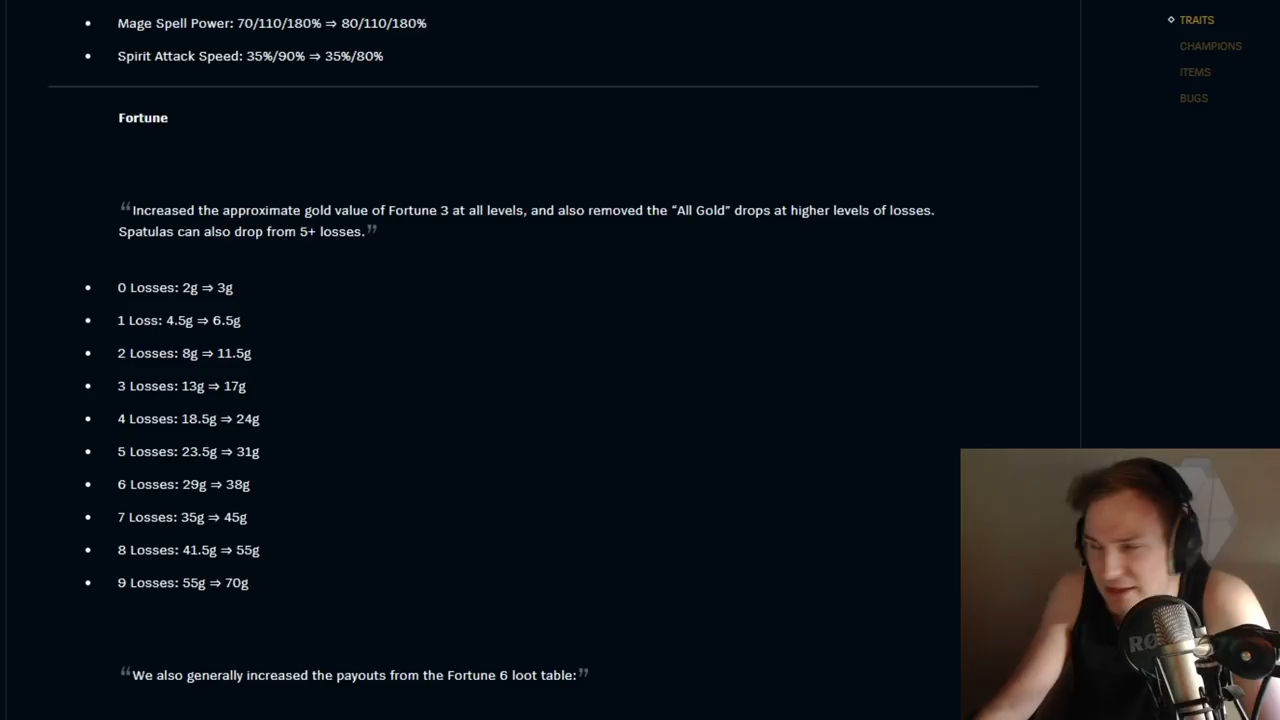 Mage Spell Power: 70/110/180% ⇒ 80/110/180%
Spirit Attack Speed: 35%/90% ⇒ 35%/80%
Fortune
“Increased the approximate gold value of Fortune 3 at all levels, and also removed the “All Gold” drops at higher levels of losses.
Spatulas can also drop from 5+ losses.”
0 Losses: 2g ⇒ 3g
1 Loss: 4.5g ⇒ 6.5g
2 Losses: 8g ⇒ 11.5g
3 Losses: 13g ⇒ 17g
4 Losses: 18.5g ⇒ 24g
5 Losses: 23.5g ⇒ 31g
6 Losses: 29g ⇒ 38g
7 Losses: 35g ⇒ 45g
8 Losses: 41.5g ⇒ 55g
9 Losses: 55g ⇒ 70g
“We also generally increased the payouts from the Fortune 6 loot table:”
TRAITS
CHAMPIONS
ITEMS
BUGS